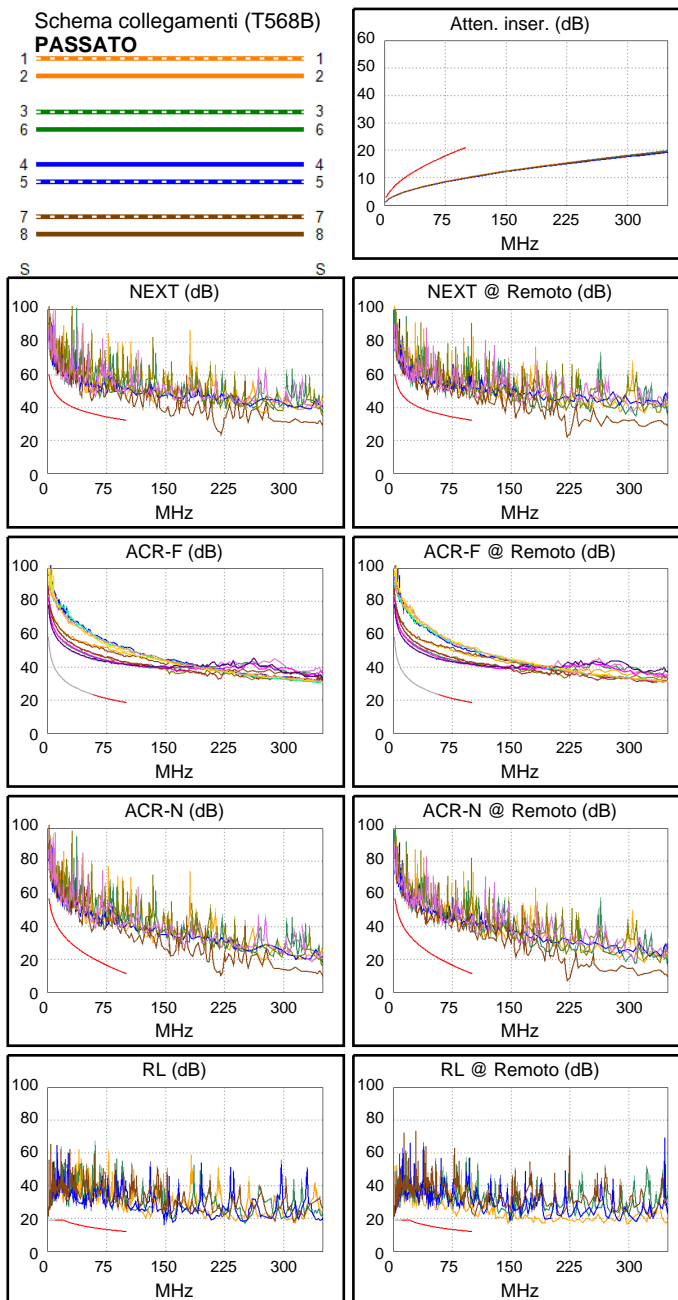 Schema collegamenti (T568B)
PASSATO
1 1
2 2
3 3
6 6
4 4
5 5
7 7
8 8
S S
Atten. inser. (dB)
60
50
40
30
20
10
0
0 75 150 225 300
MHz
NEXT (dB)
100
80
60
40
20
0
0 75 150 225 300
MHz
NEXT @ Remoto (dB)
100
80
60
40
20
0
0 75 150 225 300
MHz
ACR-F (dB)
100
80
60
40
20
0
0 75 150 225 300
MHz
ACR-F @ Remoto (dB)
100
80
60
40
20
0
0 75 150 225 300
MHz
ACR-N (dB)
100
80
60
40
20
0
0 75 150 225 300
MHz
ACR-N @ Remoto (dB)
100
80
60
40
20
0
0 75 150 225 300
MHz
RL (dB)
100
80
60
40
20
0
0 75 150 225 300
MHz
RL @ Remoto (dB)
100
80
60
40
20
0
0 75 150 225 300
MHz